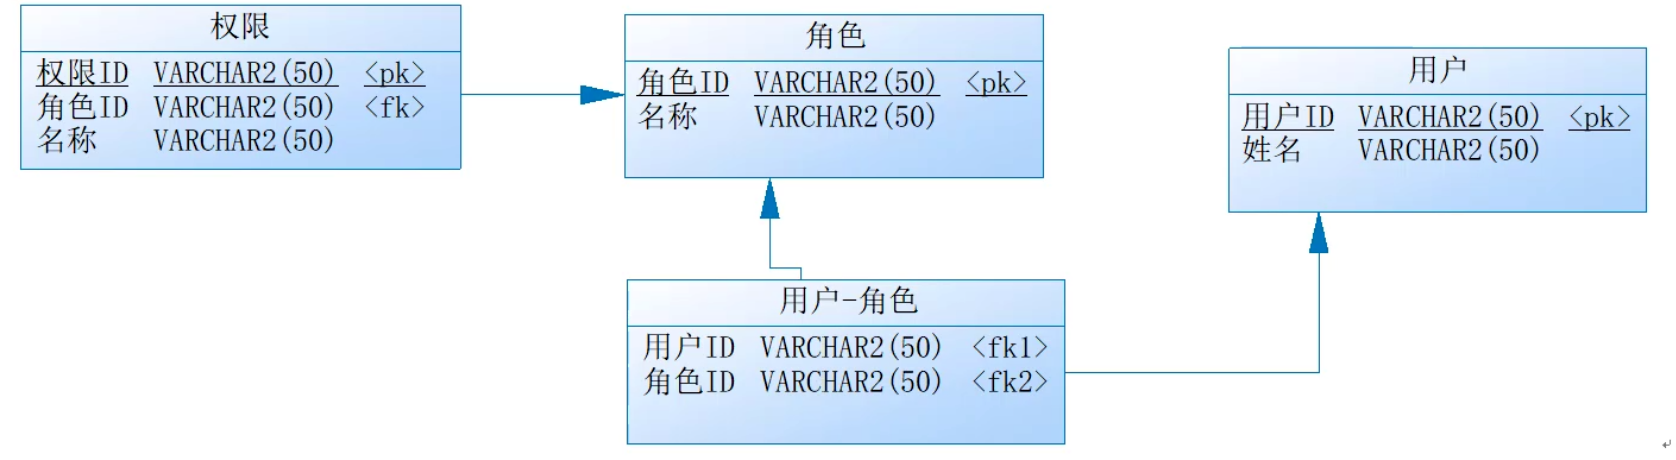 权限
权限ID VARCHAR2(50) <pk>
角色ID VARCHAR2(50) <fk>
名称 VARCHAR2(50)
角色
角色ID VARCHAR2(50) <pk>
名称 VARCHAR2(50)
用户
用户ID VARCHAR2(50) <pk>
姓名 VARCHAR2(50)
用户-角色
用户ID VARCHAR2(50) <fk1>
角色ID VARCHAR2(50) <fk2>